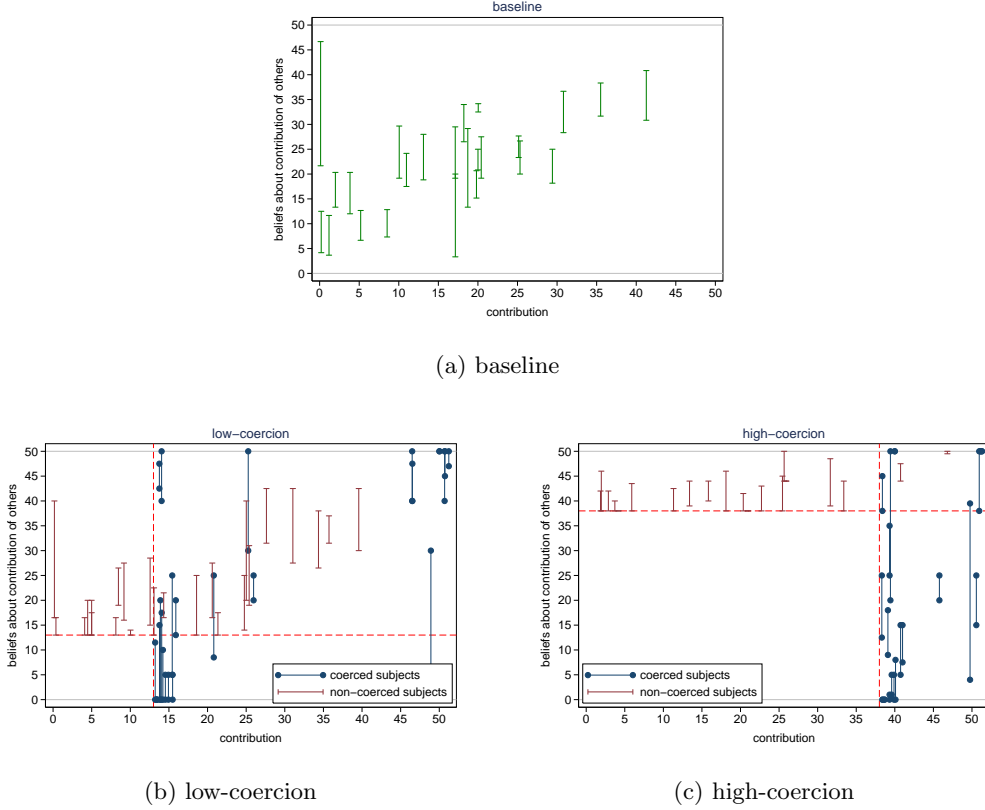 baseline
beliefs about contribution of others
50
45
40
35
30
25
20
15
10
5
0
0 5 10 15 20 25 30 35 40 45 50
contribution
(a) baseline
low−coercion
beliefs about contribution of others
50
45
40
35
30
25
20
15
10
5
0
coerced subjects
non−coerced subjects
0 5 10 15 20 25 30 35 40 45 50
contribution
(b) low-coercion
high−coercion
beliefs about contribution of others
50
45
40
35
30
25
20
15
10
5
0
coerced subjects
non−coerced subjects
0 5 10 15 20 25 30 35 40 45 50
contribution
(c) high-coercion